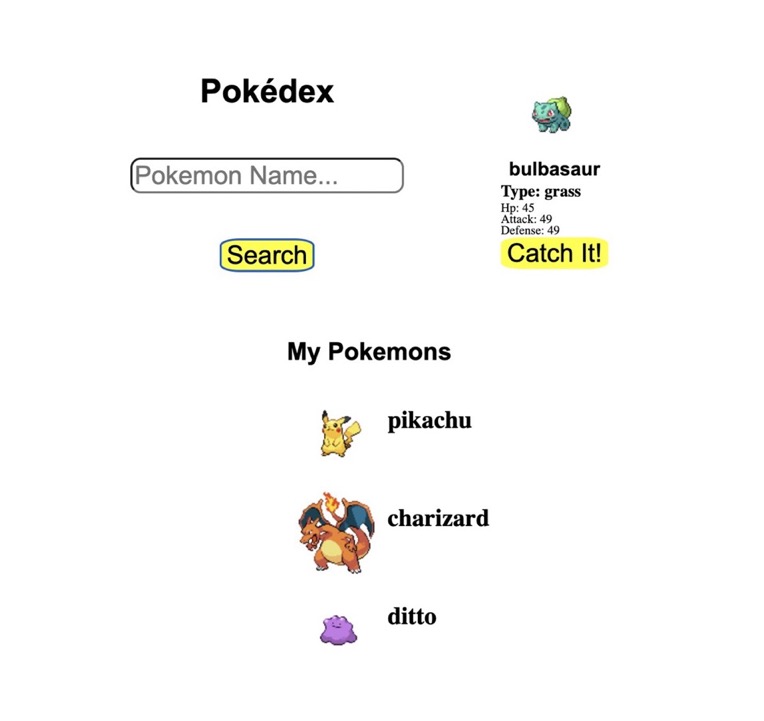 Pokédex
Pokemon Name...
Search
bulbasaur
Type: grass
Hp: 45
Attack: 49
Defense: 49
Catch It!
My Pokemons
pikachu
charizard
ditto